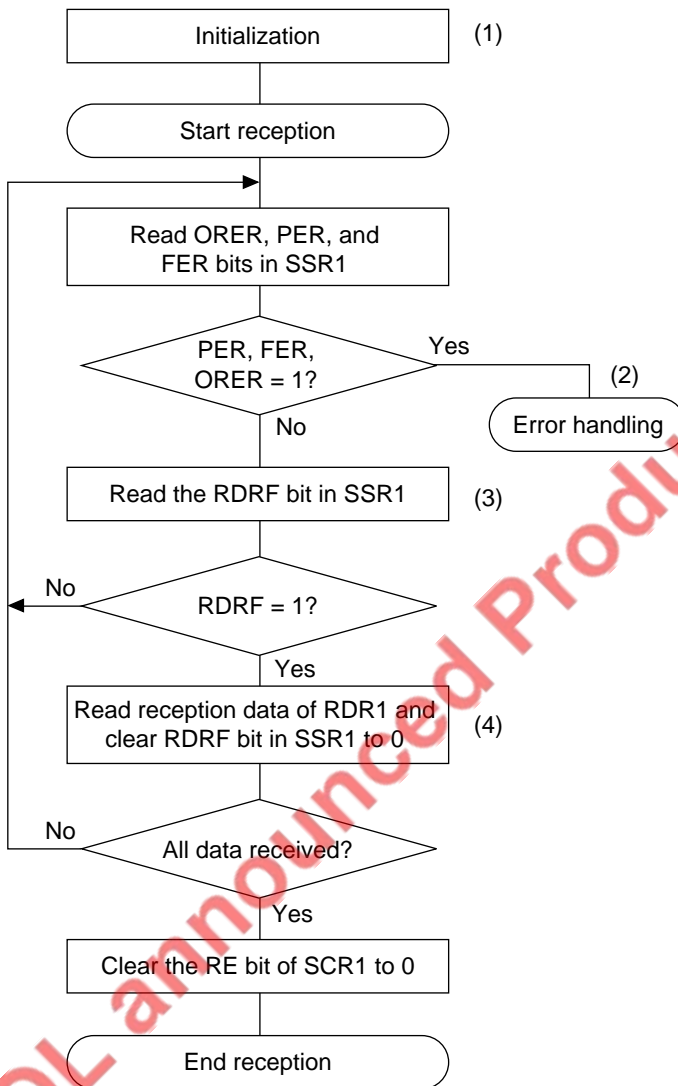 Initialization
(1)
Start reception
Read ORER, PER, and
FER bits in SSR1
PER, FER,
ORER = 1?
Yes
(2)
Error handling
No
Read the RDRF bit in SSR1
(3)
No
RDRF = 1?
Yes
Read reception data of RDR1 and
clear RDRF bit in SSR1 to 0
(4)
No
All data received?
Yes
Clear the RE bit of SCR1 to 0
End reception
OL announced Produ